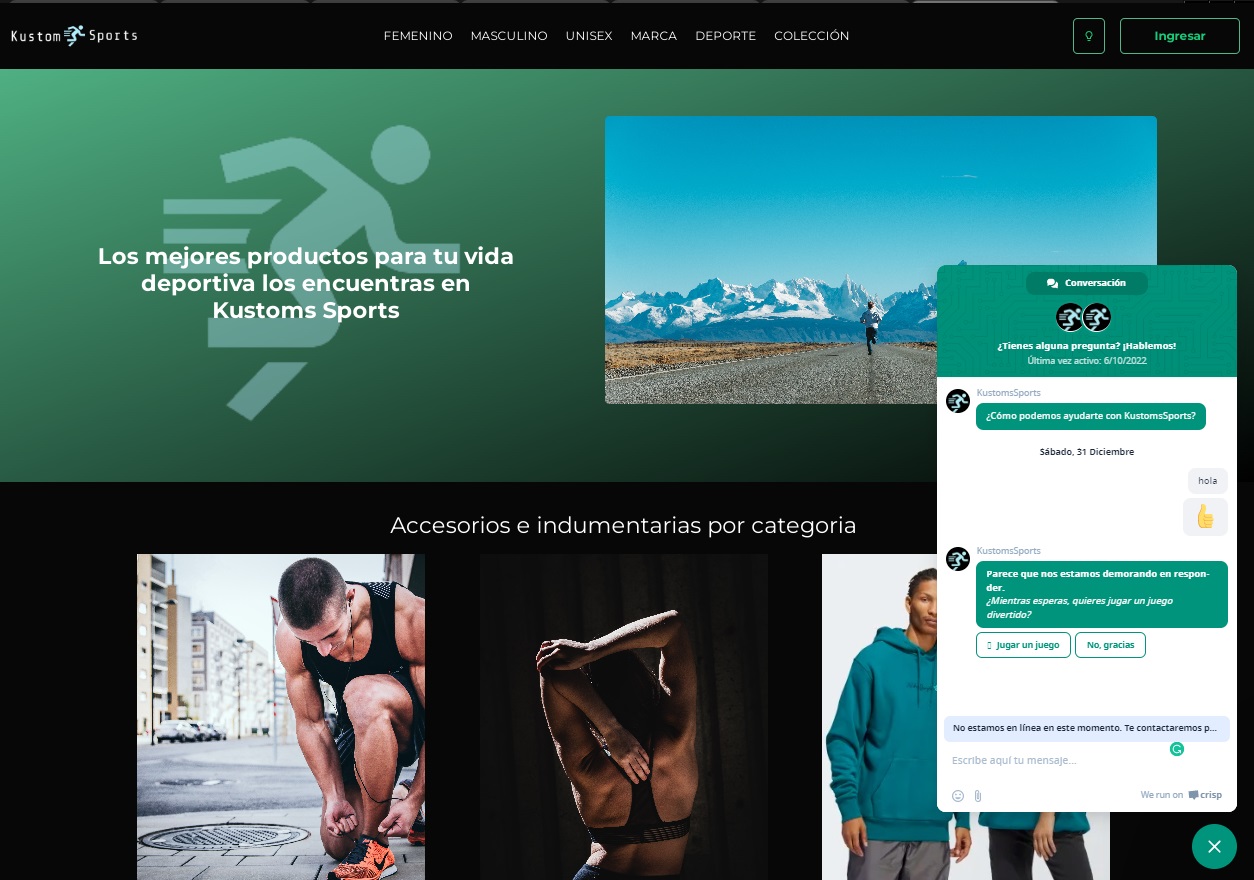 Kustom Sports
FEMENINO MASCULINO UNISEX MARCA DEPORTE COLECCIÓN
Ingresar
Los mejores productos para tu vida
deportiva los encuentras en
Kustoms Sports
Accesorios e indumentarias por categoria
Conversación
¿Tienes alguna pregunta? ¡Hablemos!
Última vez activo: 6/10/2022
KustomsSports
¿Cómo podemos ayudarte con KustomsSports?
Sábado, 31 Diciembre
hola
KustomsSports
Parece que nos estamos demorando en respon-
der.
¿Mientras esperas, quieres jugar un juego
divertido?
Jugar un juego
No, gracias
No estamos en línea en este momento. Te contactaremos p...
Escribe aquí tu mensaje...
We run on crisp